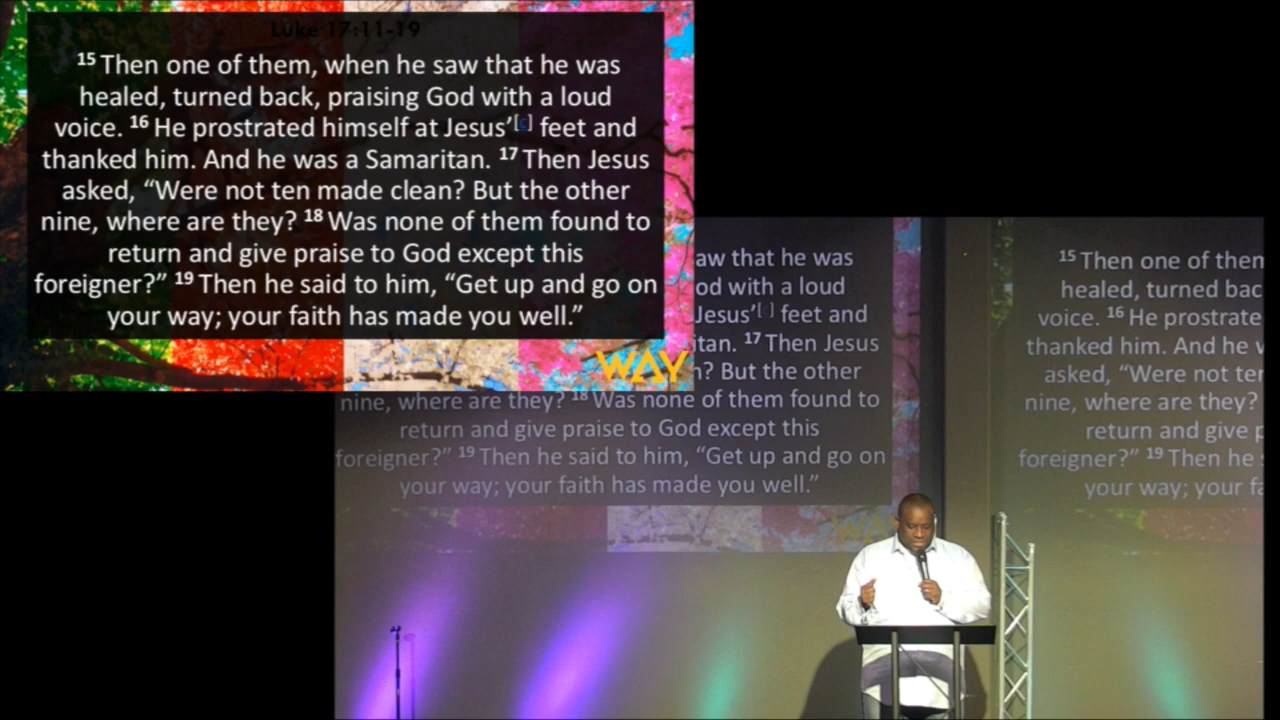 Luke 17:11-19
15 Then one of them, when he saw that he was
healed, turned back, praising God with a loud
voice. 16 He prostrated himself at Jesus’[c] feet and
thanked him. And he was a Samaritan. 17 Then Jesus
asked, “Were not ten made clean? But the other
nine, where are they? 18 Was none of them found to
return and give praise to God except this
foreigner?” 19 Then he said to him, “Get up and go on
your way; your faith has made you well.”
WAY
aw that he was
od with a loud
Jesus’[ ] feet and
itan. 17 Then Jesus
n? But the other
nine, where are they? 18 Was none of them found to
return and give praise to God except this
foreigner?” 19 Then he said to him, “Get up and go on
your way; your faith has made you well.”
WAY
15 Then one of them
healed, turned bac
voice. 16 He prostrate
thanked him. And he w
asked, “Were not ten
nine, where are they?
return and give p
foreigner?” 19 Then he
your way; your fa